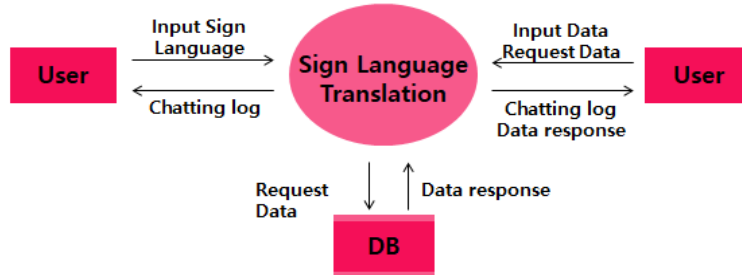 Input Sign
Language
User
Chatting log
Sign Language
Translation
Input Data
Request Data
User
Chatting log
Data response
Request
Data
Data response
DB